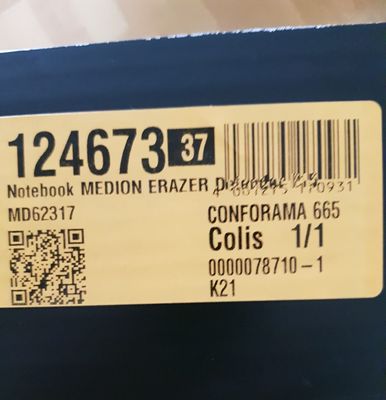 124673 37
Notebook MEDION ERAZER
MD62317
CONFORAMA 665
Colis 1/1
0000078710-1
K21